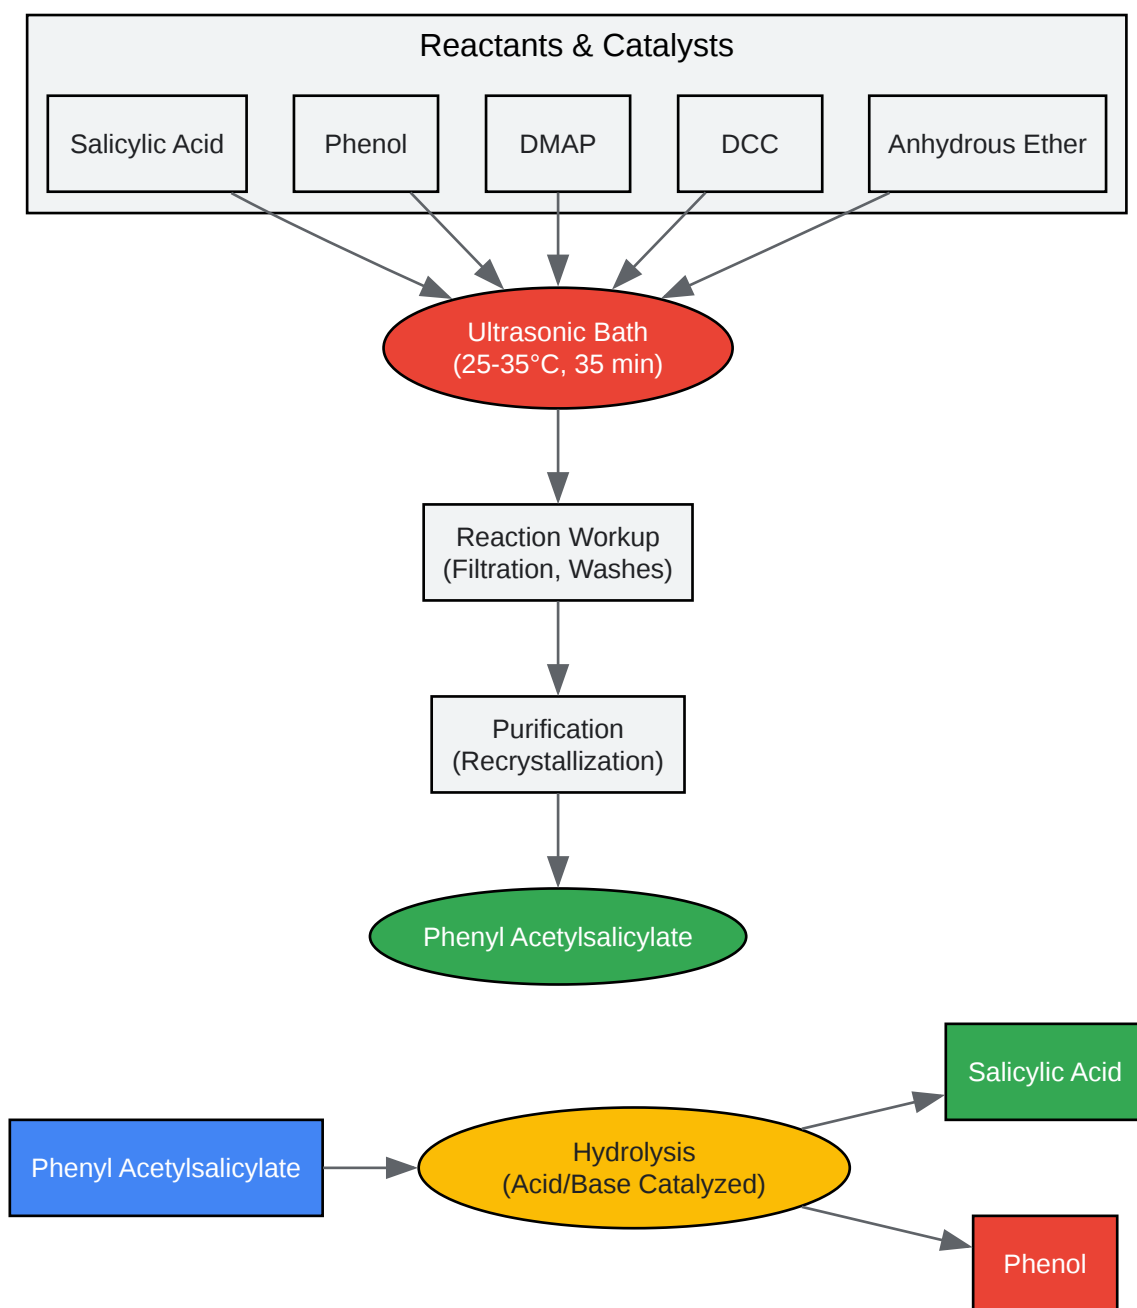 Reactants & Catalysts
Salicylic Acid
Phenol
DMAP
DCC
Anhydrous Ether
Ultrasonic Bath
(25-35°C, 35 min)
Reaction Workup
(Filtration, Washes)
Purification
(Recrystallization)
Phenyl Acetylsalicylate
Salicylic Acid
Phenyl Acetylsalicylate
Hydrolysis
(Acid/Base Catalyzed)
Phenol